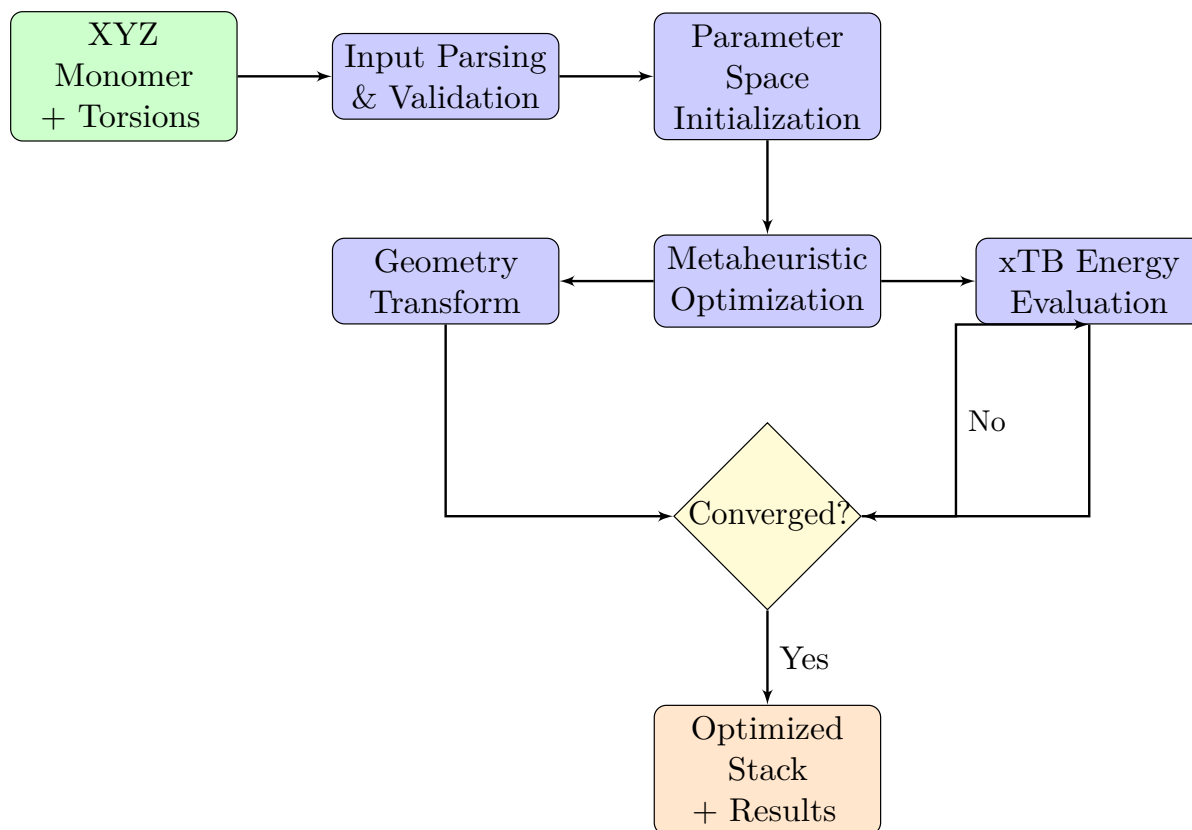 XYZ
Monomer
+ Torsions
Input Parsing
& Validation
Parameter
Space
Initialization
Geometry
Transform
Metaheuristic
Optimization
xTB Energy
Evaluation
No
Converged?
Yes
Optimized
Stack
+ Results